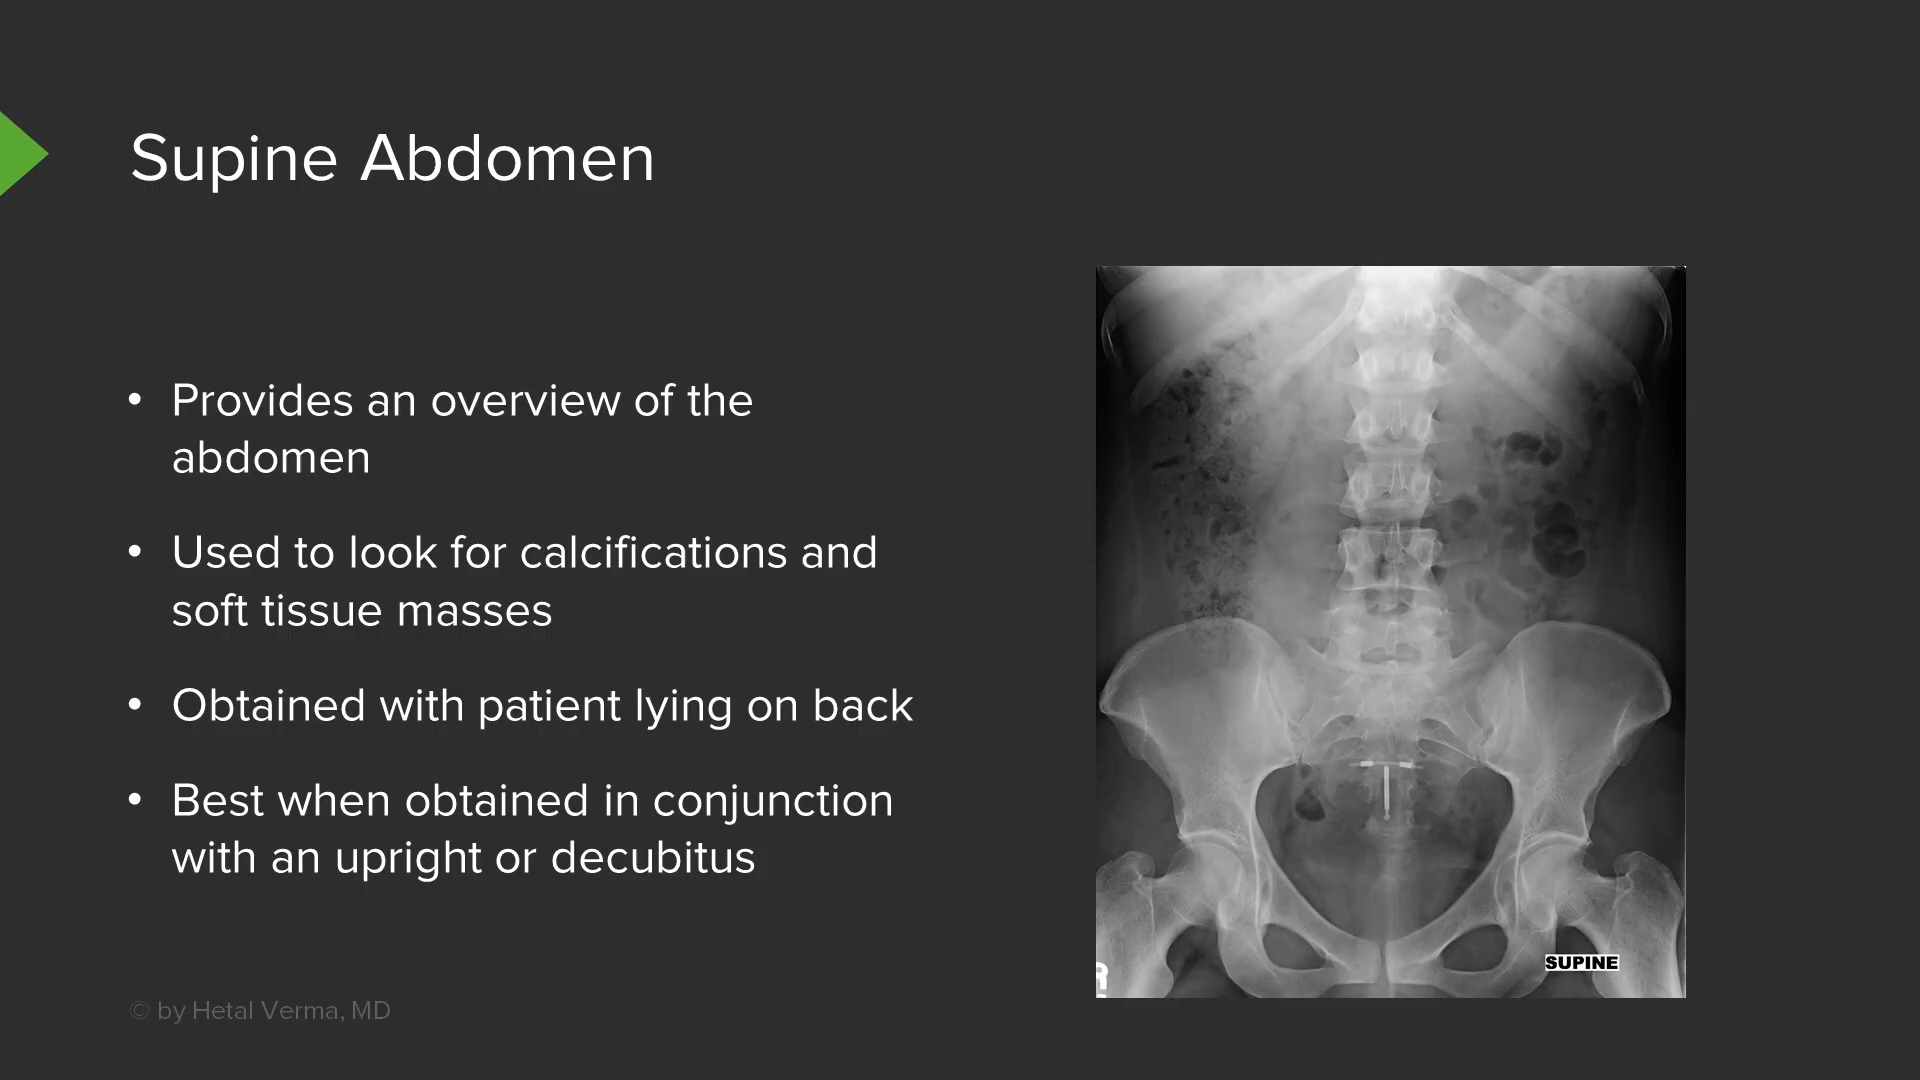 Supine Abdomen
• Provides an overview of the
abdomen
• Used to look for calcifications and
soft tissue masses
• Obtained with patient lying on back
• Best when obtained in conjunction
with an upright or decubitus
SUPINE
© by Hetal Verma, MD